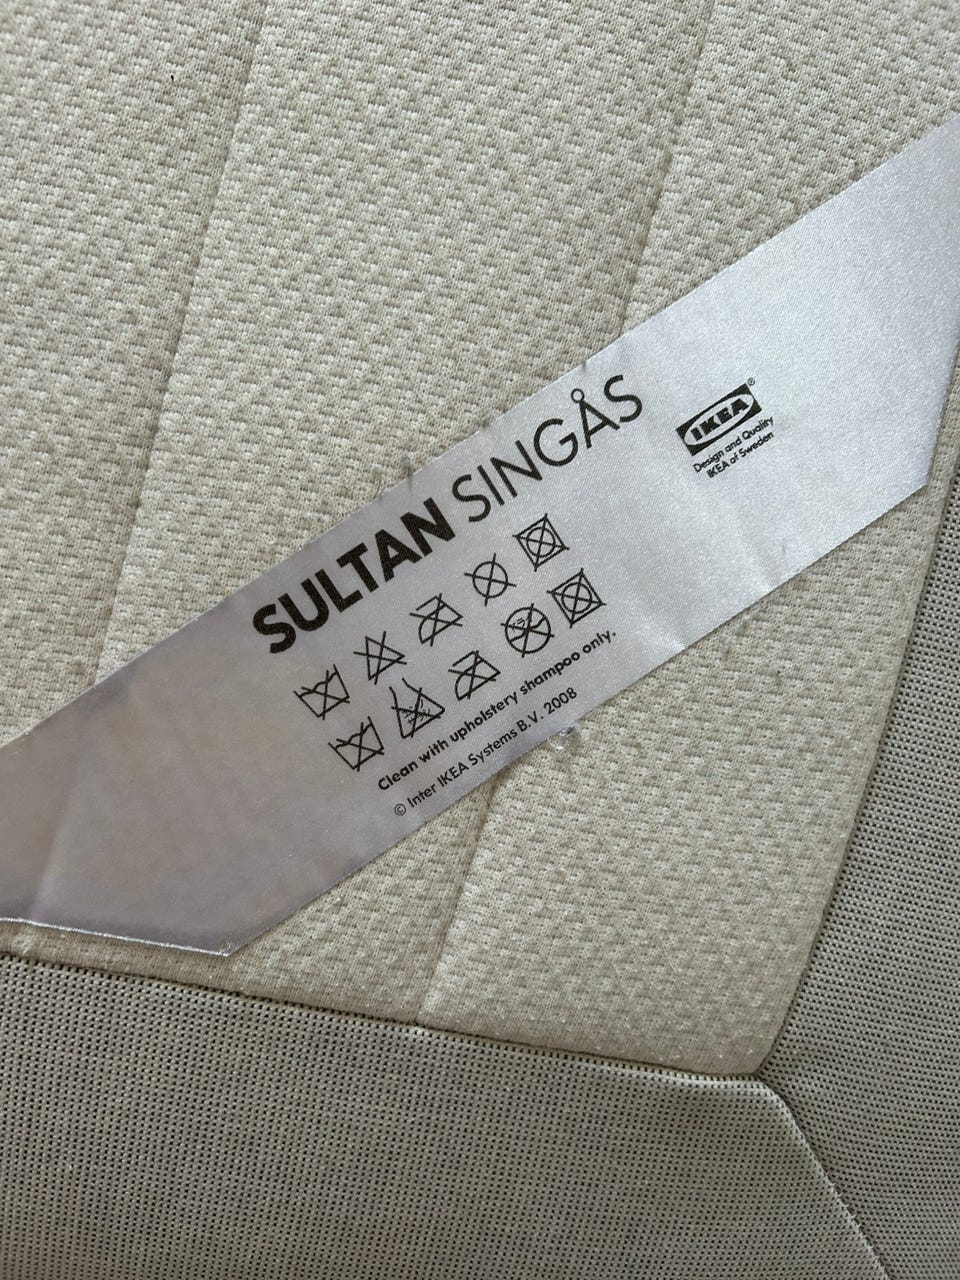 SULTAN SINGÅS
IKEA®
Design and Quality
IKEA of Sweden
Clean with upholstery shampoo only.
© Inter IKEA Systems B.V. 2008